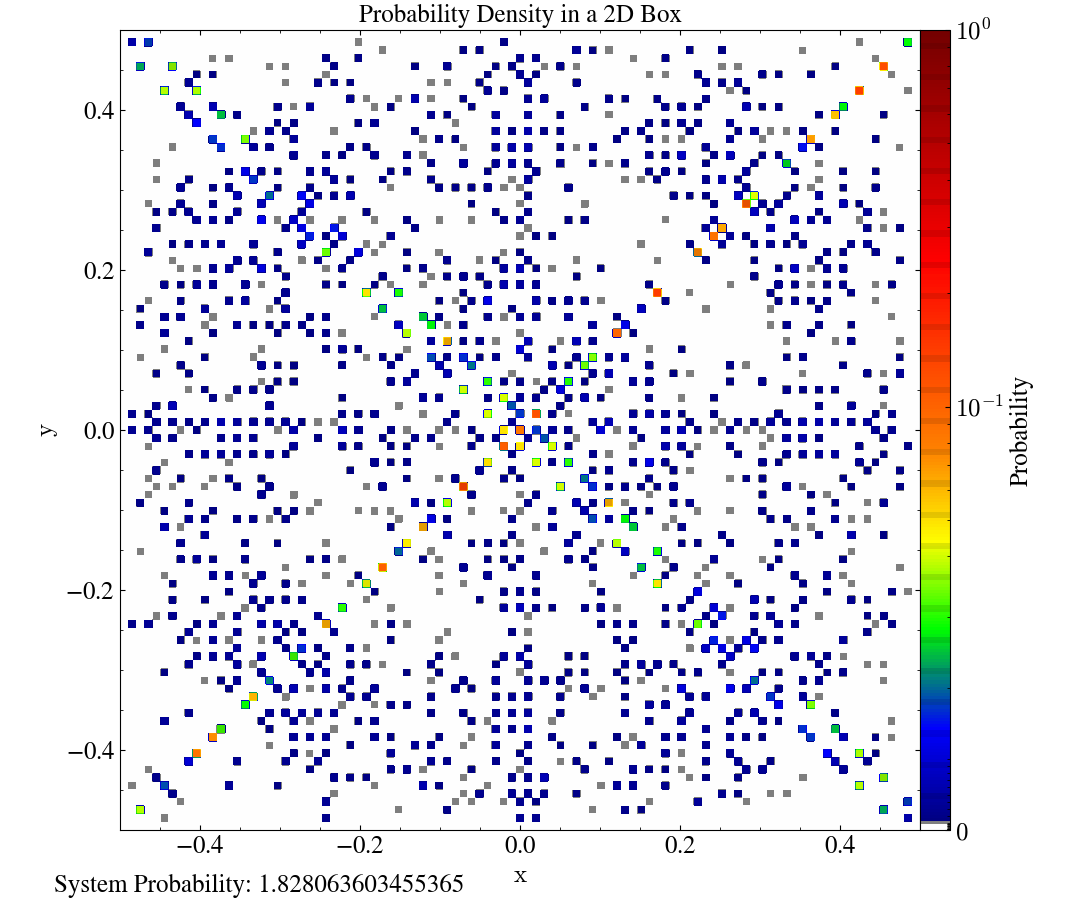 Probability Density in a 2D Box
10^0
0.4
0.2
0.0
−0.2
−0.4
y
10^−1
Probability
0
−0.4 −0.2 0.0 0.2 0.4
x
System Probability: 1.828063603455365